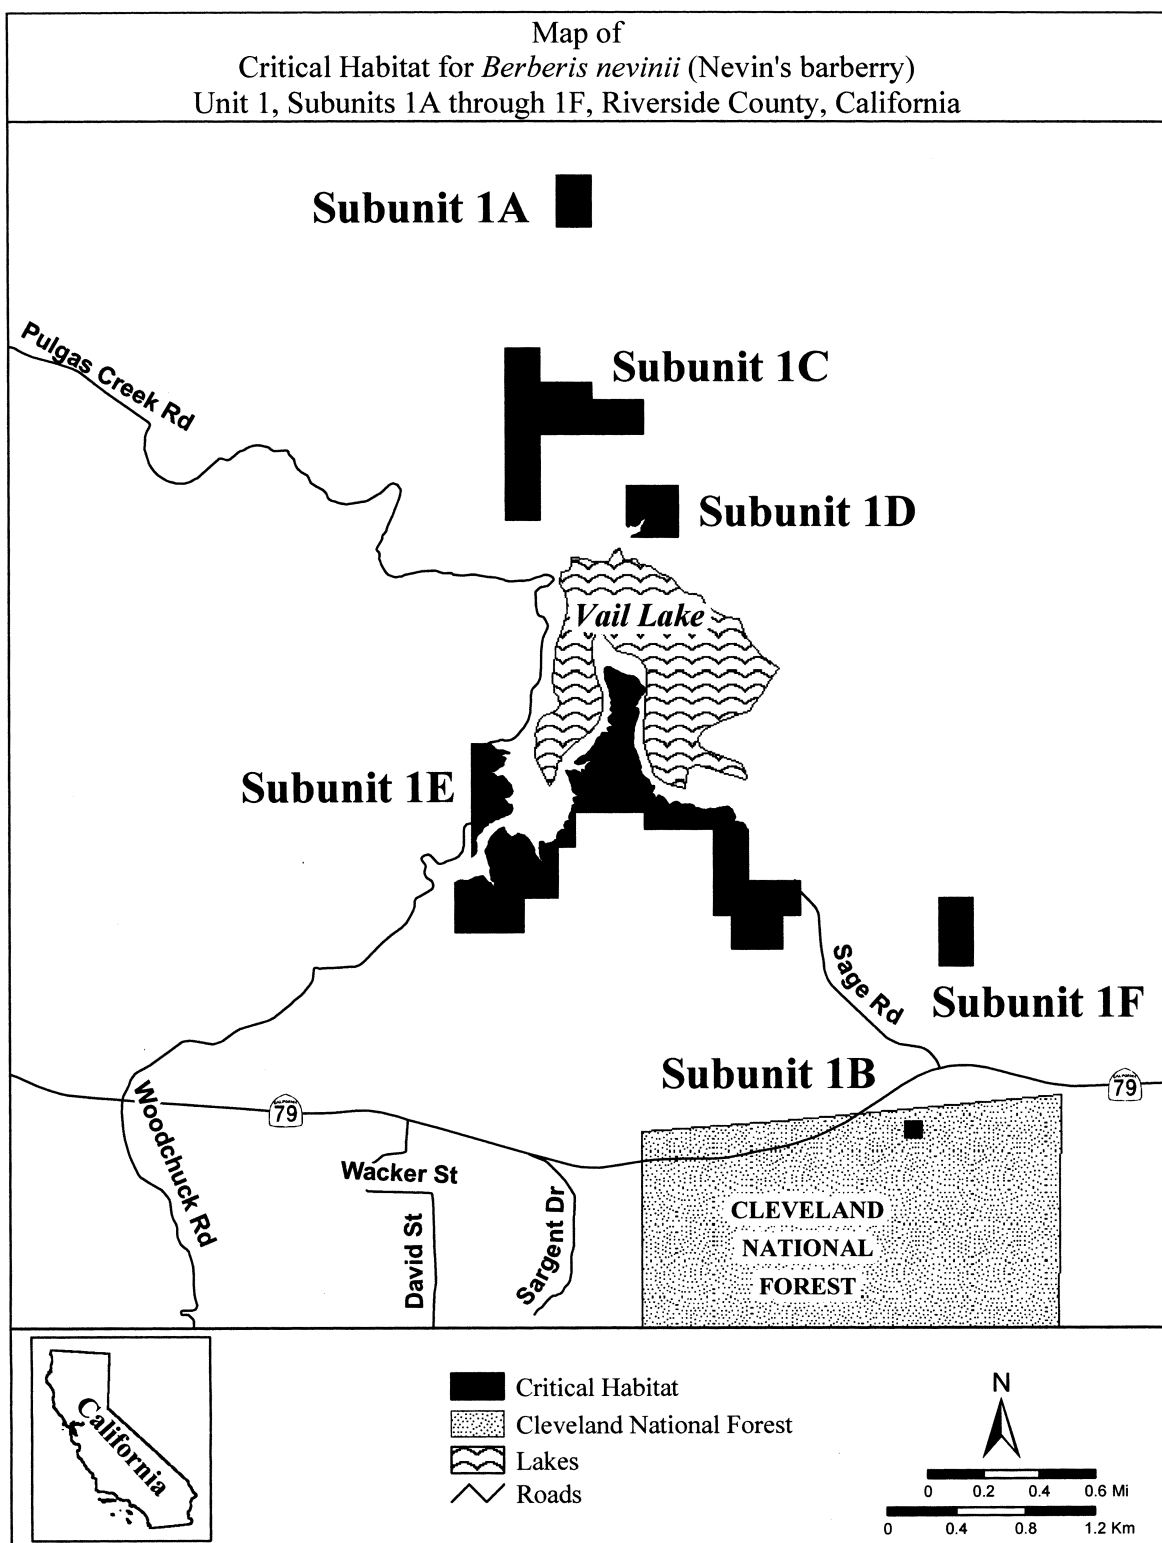 Map of
Critical Habitat for Berberis nevinii (Nevin's barberry)
Unit 1, Subunits 1A through 1F, Riverside County, California
Subunit 1A
Pulgas Creek Rd
Subunit 1C
Subunit 1D
Vail Lake
Subunit 1E
Sage Rd
Subunit 1F
Subunit 1B
79
Woodchuck Rd
79
Wacker St
David St
Sargent Dr
CLEVELAND
NATIONAL
FOREST
California
Critical Habitat
Cleveland National Forest
Lakes
Roads
N
0 0.2 0.4 0.6 Mi
0 0.4 0.8 1.2 Km